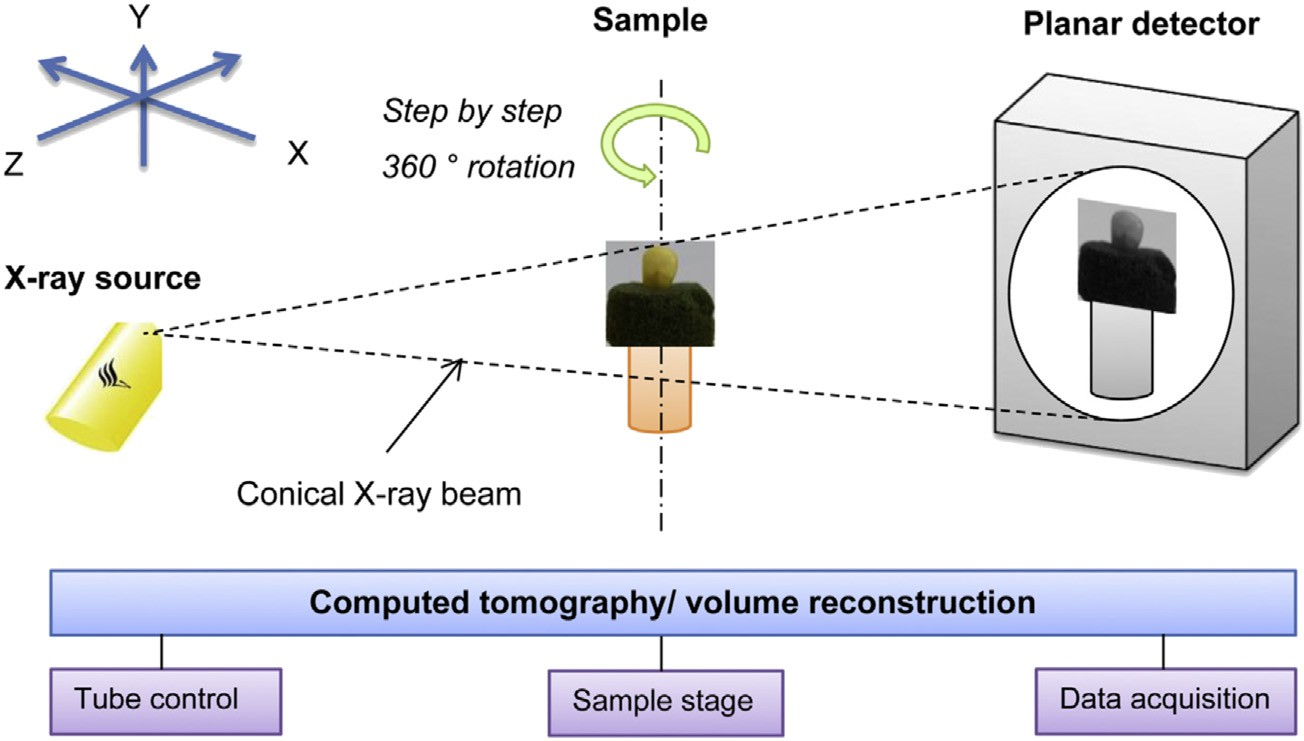 Y
Sample
Planar detector
Step by step
360 ° rotation
Z
X
X-ray source
Conical X-ray beam
Computed tomography/ volume reconstruction
Tube control
Sample stage
Data acquisition